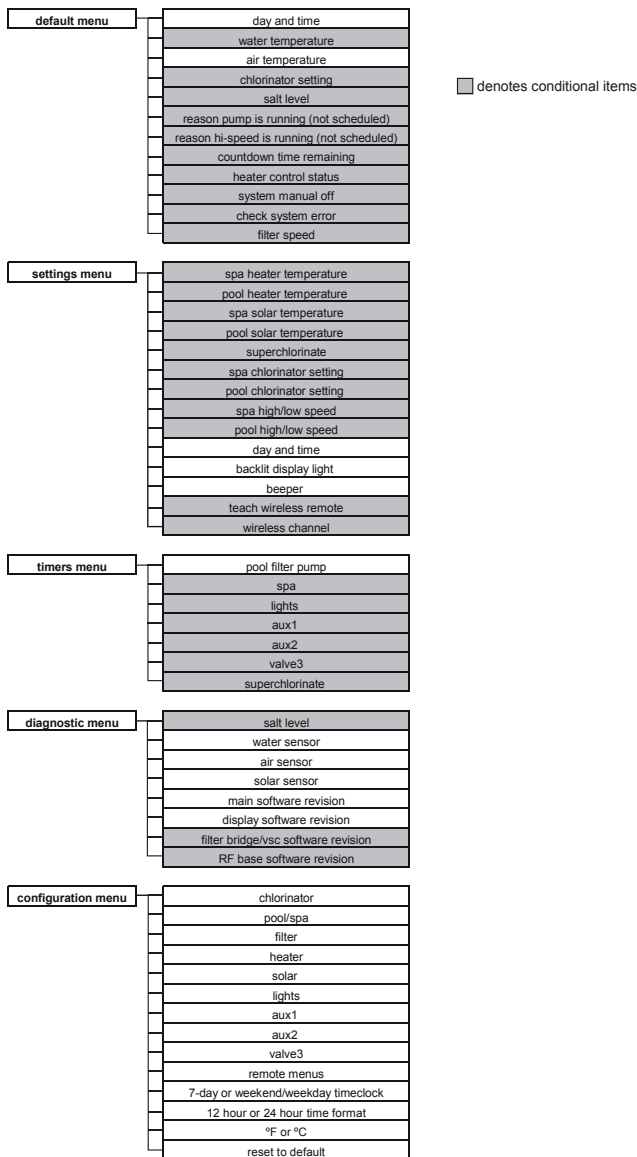 default menu
day and time
water temperature
air temperature
chlorinator setting
salt level
reason pump is running (not scheduled)
reason hi-speed is running (not scheduled)
countdown time remaining
heater control status
system manual off
check system error
filter speed
denotes conditional items
settings menu
spa heater temperature
pool heater temperature
spa solar temperature
pool solar temperature
superchlorinate
spa chlorinator setting
pool chlorinator setting
spa high/low speed
pool high/low speed
day and time
backlit display light
beeper
teach wireless remote
wireless channel
timers menu
pool filter pump
spa
lights
aux1
aux2
valve3
superchlorinate
diagnostic menu
salt level
water sensor
air sensor
solar sensor
main software revision
display software revision
filter bridge/vsc software revision
RF base software revision
configuration menu
chlorinator
pool/spa
filter
heater
solar
lights
aux1
aux2
valve3
remote menus
7-day or weekend/weekday timeclock
12 hour or 24 hour time format
ºF or ºC
reset to default